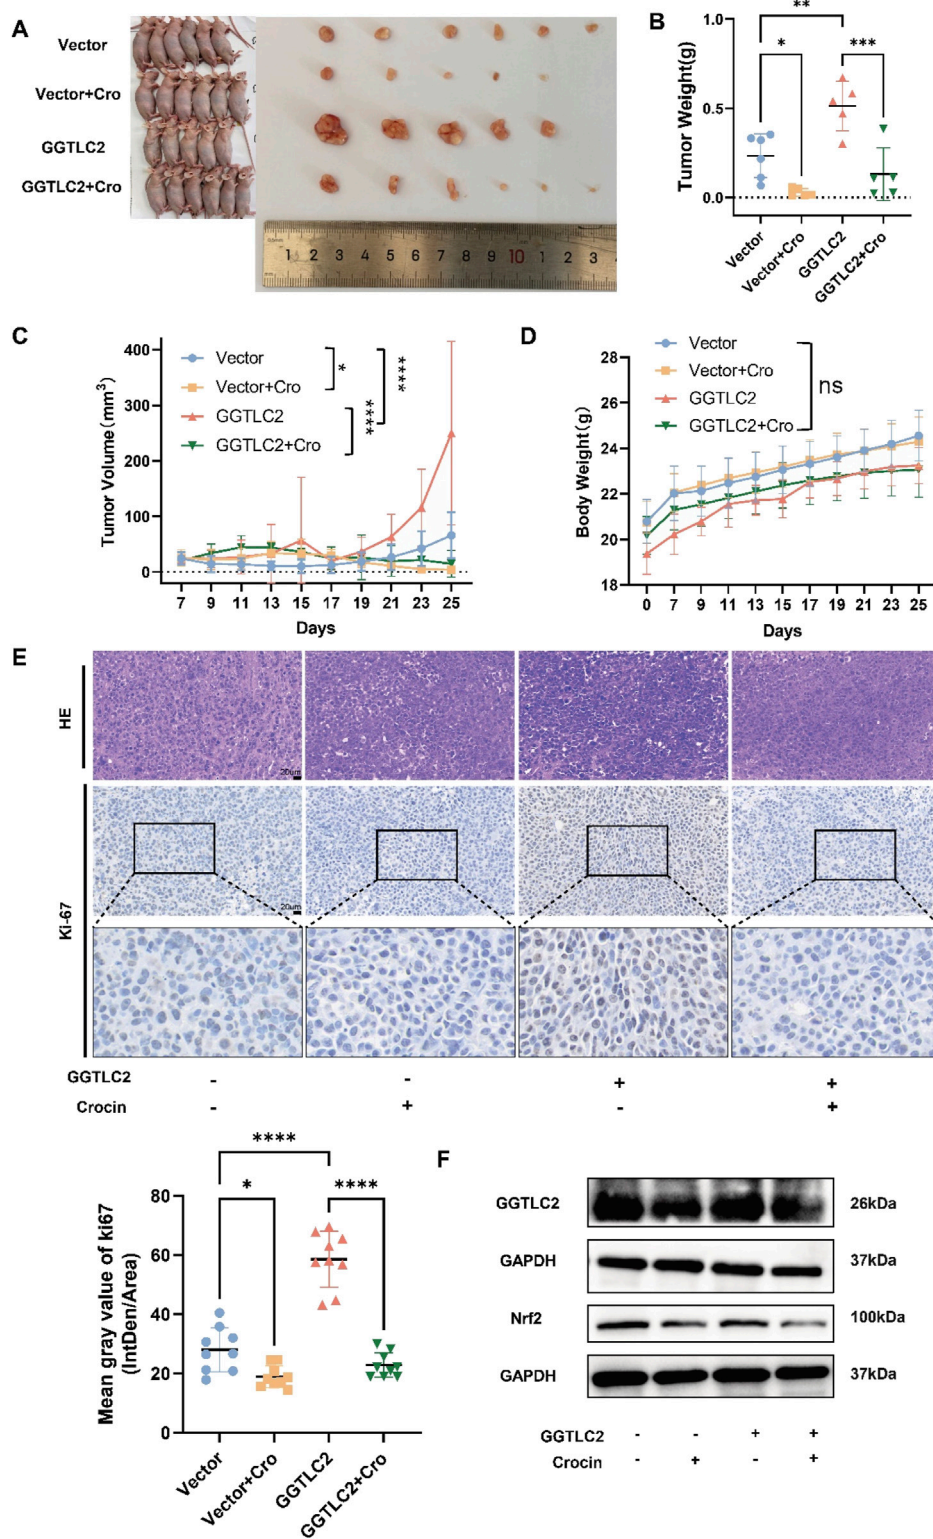 A
Vector
Vector+Cro
GGTLC2
GGTLC2+Cro
1 2 3 4 5 6 7 8 9 10 1 2 3
B
Tumor Weight(g)
1.0
0.5
0.0
**
*
***
Vector
Vector+Cro
GGTLC2
GGTLC2+Cro
C
Tumor Volume(mm³)
400
300
200
100
0
Vector
Vector+Cro
GGTLC2
GGTLC2+Cro
*
****
****
7 9 11 13 15 17 19 21 23 25
Days
D
Body Weight(g)
28
26
24
22
20
18
Vector
Vector+Cro
GGTLC2
GGTLC2+Cro
ns
0 7 9 11 13 15 17 19 21 23 25
Days
E
HE
20um
Ki-67
20um
GGTLC2 - - + +
Crocin - + - +
Mean gray value of ki67
(IntDen/Area)
80
60
40
20
0
****
*
****
Vector
Vector+Cro
GGTLC2
GGTLC2+Cro
F
GGTLC2 26kDa
GAPDH 37kDa
Nrf2 100kDa
GAPDH 37kDa
GGTLC2 - - + +
Crocin - + - +